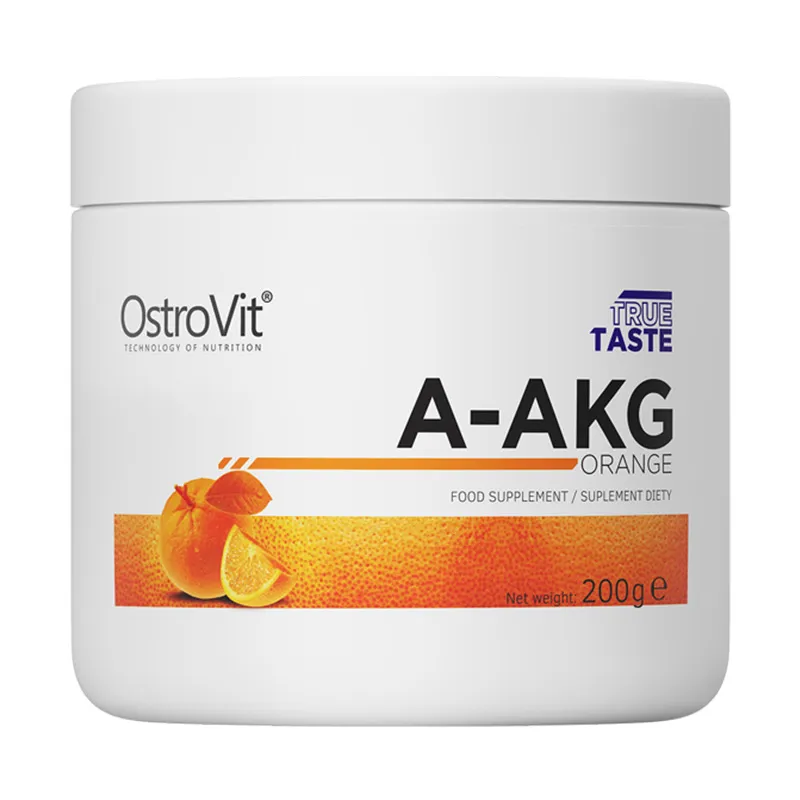 OstroVit®
TECHNOLOGY OF NUTRITION
TRUE
TASTE
A-AKG
ORANGE
FOOD SUPPLEMENT / SUPLEMENT DIETY
Net weight: 200g ℮